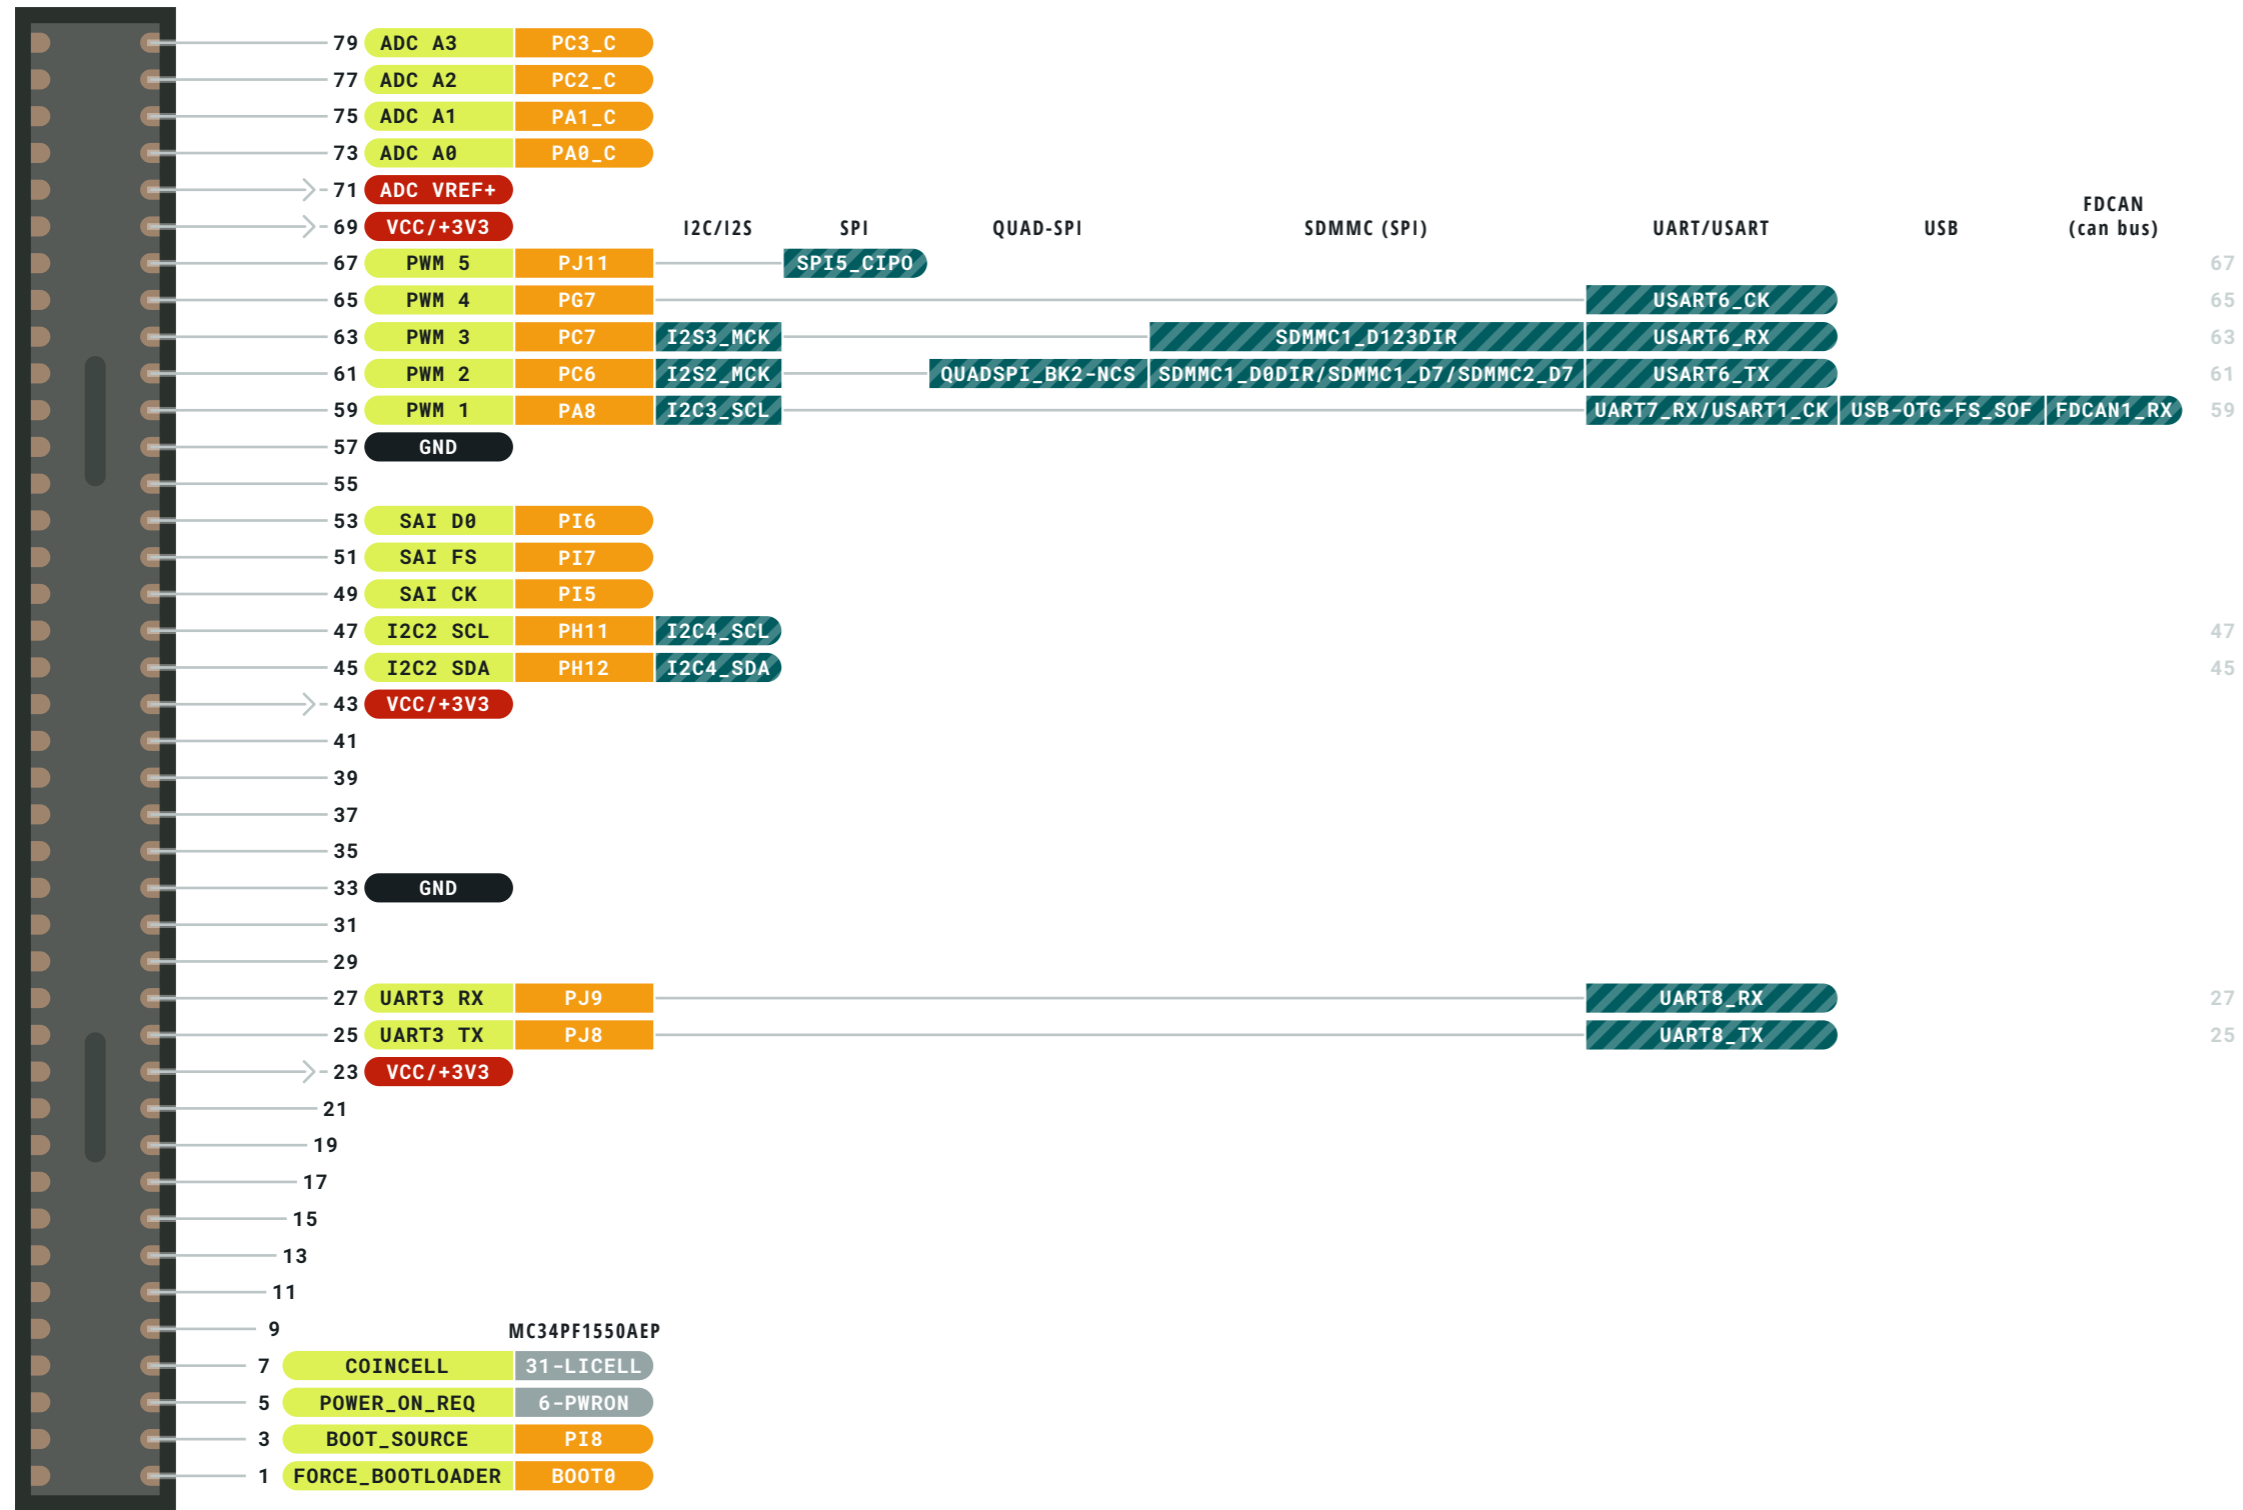 79 ADC A3 PC3_C
77 ADC A2 PC2_C
75 ADC A1 PA1_C
73 ADC A0 PA0_C
71 ADC VREF+
FDCAN
69 VCC/+3V3 I2C/I2S SPI QUAD-SPI SDMMC (SPI) UART/USART USB (can bus)
67 PWM 5 PJ11 SPI5_CIPO 67
65 PWM 4 PG7 USART6_CK 65
63 PWM 3 PC7 I2S3_MCK SDMMC1_D123DIR USART6_RX 63
61 PWM 2 PC6 I2S2_MCK QUADSPI_BK2-NCS SDMMC1_D0DIR/SDMMC1_D7/SDMMC2_D7 USART6_TX 61
59 PWM 1 PA8 I2C3_SCL UART7_RX/USART1_CK USB-OTG-FS_SOF FDCAN1_RX 59
57 GND
55
53 SAI D0 PI6
51 SAI FS PI7
49 SAI CK PI5
47 I2C2 SCL PH11 I2C4_SCL 47
45 I2C2 SDA PH12 I2C4_SDA 45
43 VCC/+3V3
41
39
37
35
33 GND
31
29
27 UART3 RX PJ9 UART8_RX 27
25 UART3 TX PJ8 UART8_TX 25
23 VCC/+3V3
21
19
17
15
13
11
9 MC34PF1550AEP
7 COINCELL 31-LICELL
5 POWER_ON_REQ 6-PWRON
3 BOOT_SOURCE PI8
1 FORCE_BOOTLOADER BOOT0